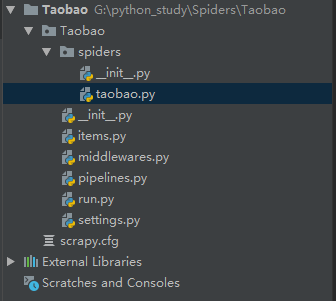 Taobao G:\python_study\Spiders\Taobao
Taobao
spiders
__init__.py
taobao.py
__init__.py
items.py
middlewares.py
pipelines.py
run.py
settings.py
scrapy.cfg
External Libraries
Scratches and Consoles